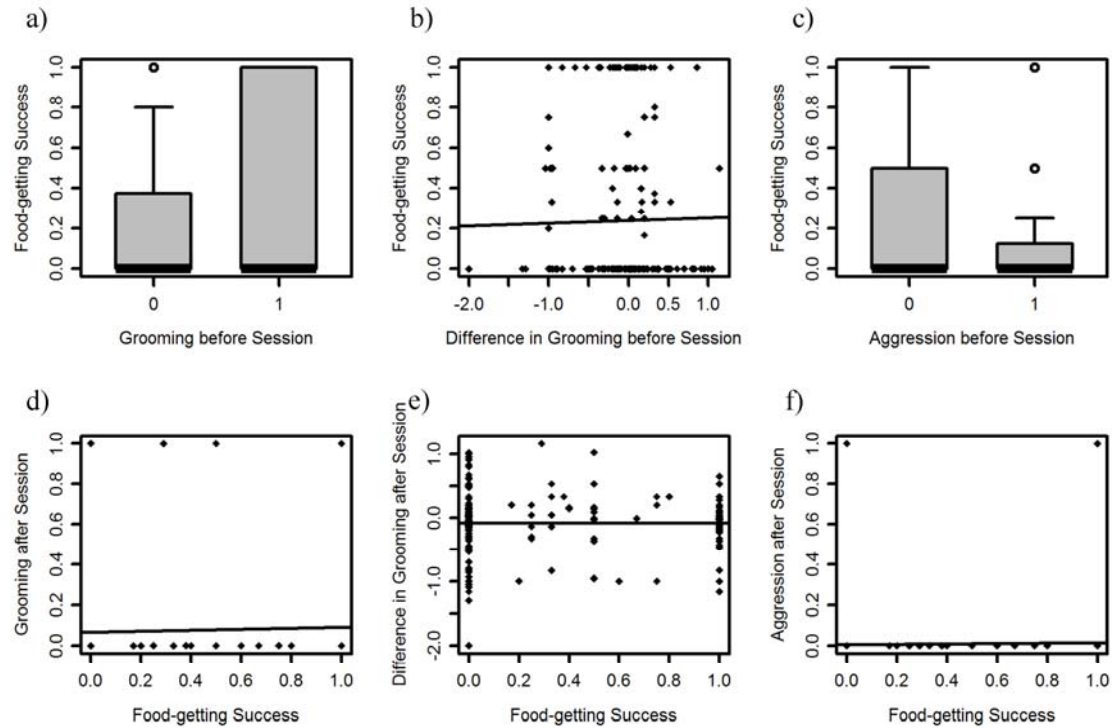 a)
Food-getting Success
0.0 0.2 0.4 0.6 0.8 1.0
0 1
Grooming before Session
b)
Food-getting Success
0.0 0.2 0.4 0.6 0.8 1.0
-2.0 -1.0 0.0 0.5 1.0
Difference in Grooming before Session
c)
Food-getting Success
0.0 0.2 0.4 0.6 0.8 1.0
0 1
Aggression before Session
d)
Grooming after Session
0.0 0.2 0.4 0.6 0.8 1.0
0.0 0.2 0.4 0.6 0.8 1.0
Food-getting Success
e)
Difference in Grooming after Session
-2.0 -1.0 0.0 1.0
0.0 0.2 0.4 0.6 0.8 1.0
Food-getting Success
f)
Aggression after Session
0.0 0.2 0.4 0.6 0.8 1.0
0.0 0.2 0.4 0.6 0.8 1.0
Food-getting Success